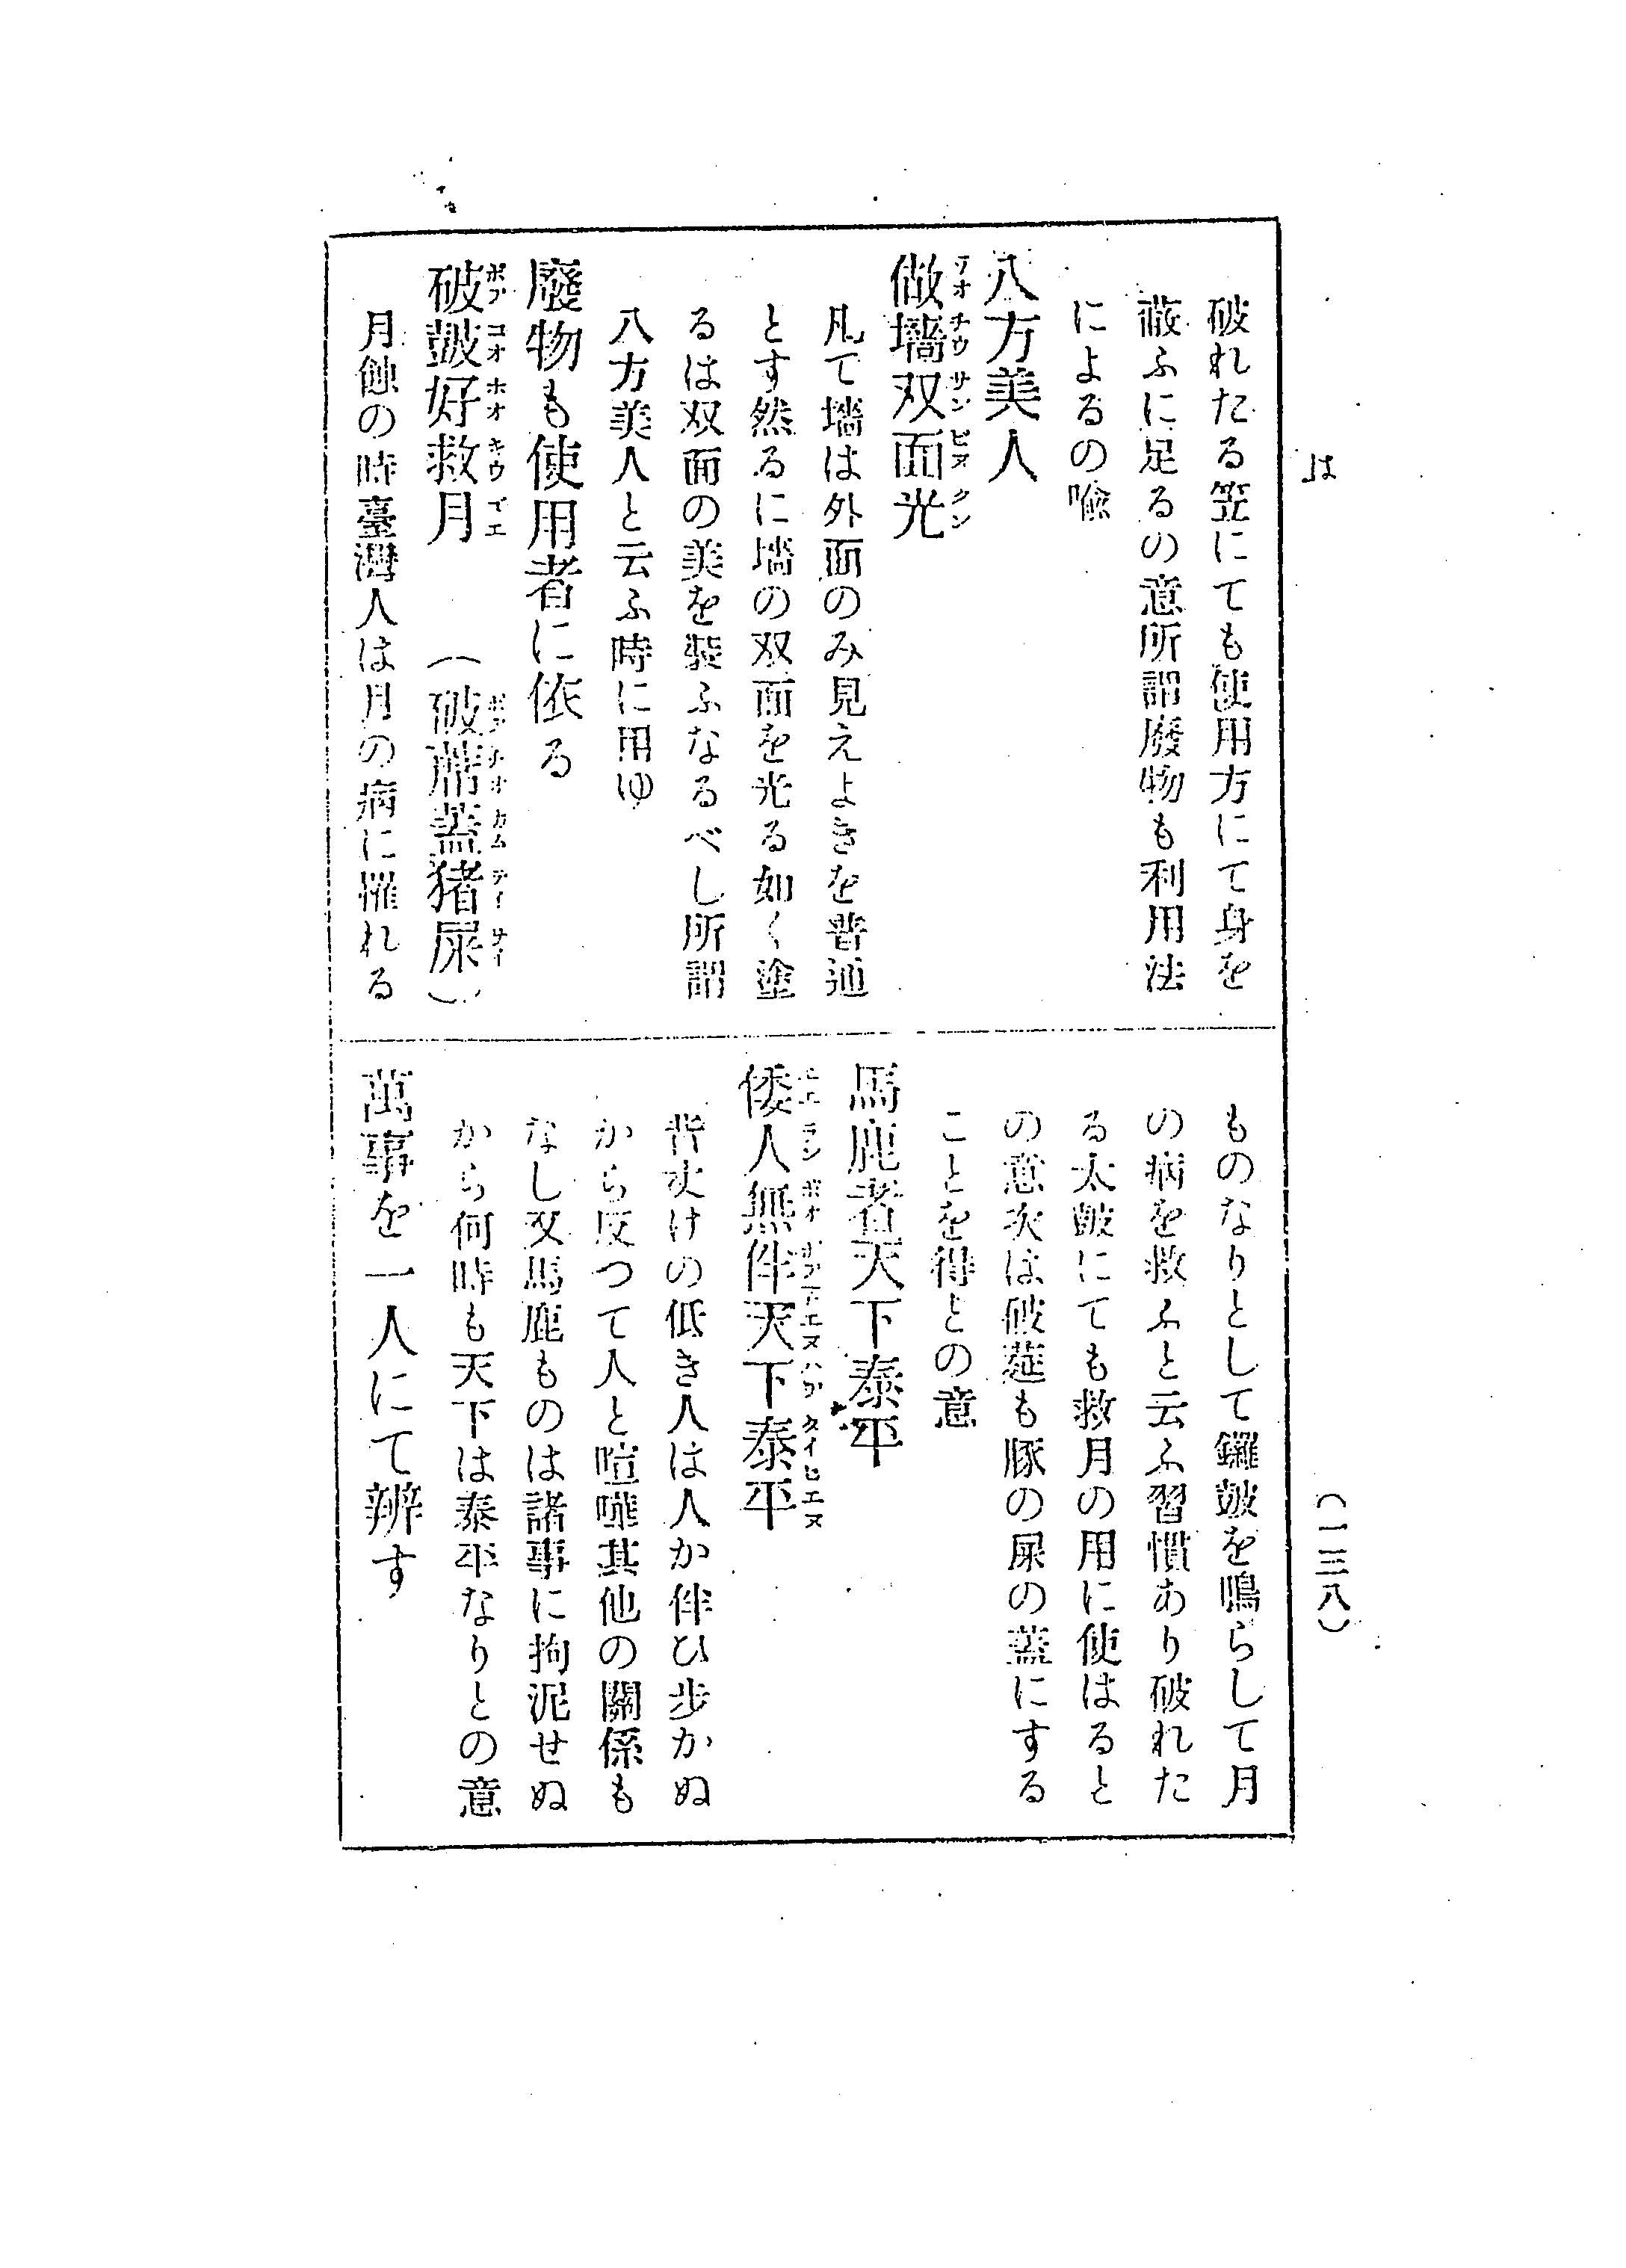 は
(一三八)
破れたる笠にても使用方にて身を
蔽ふに足るの意所謂廢物も利用法
によるの喩
八方美人
做墻双面光
凡て墻は外面のみ見えよきを普通
とす然るに墻の双面を光る如く塗
るは双面の美を裝ふなるべし所謂
八方美人と云ふ時に用ゆ
廢物も使用者に依る
破皷好救月 (破蓆蓋猪屎)
月蝕の時臺灣人は月の病に罹れる
ものなりとして鑼皷を鳴らして月
の病を救ふと云ふ習慣あり破れた
る太皷にても救月の用に使はると
の意次は破莚も豚の屎の蓋にする
ことを得との意
馬鹿者天下泰平
倭人無伴天下泰平
背丈けの低き人は人か伴ひ歩かぬ
から反つて人と喧嘩其他の關係も
なし又馬鹿ものは諸事に拘泥せぬ
から何時も天下は泰平なりとの意
萬事を一人にて辨す